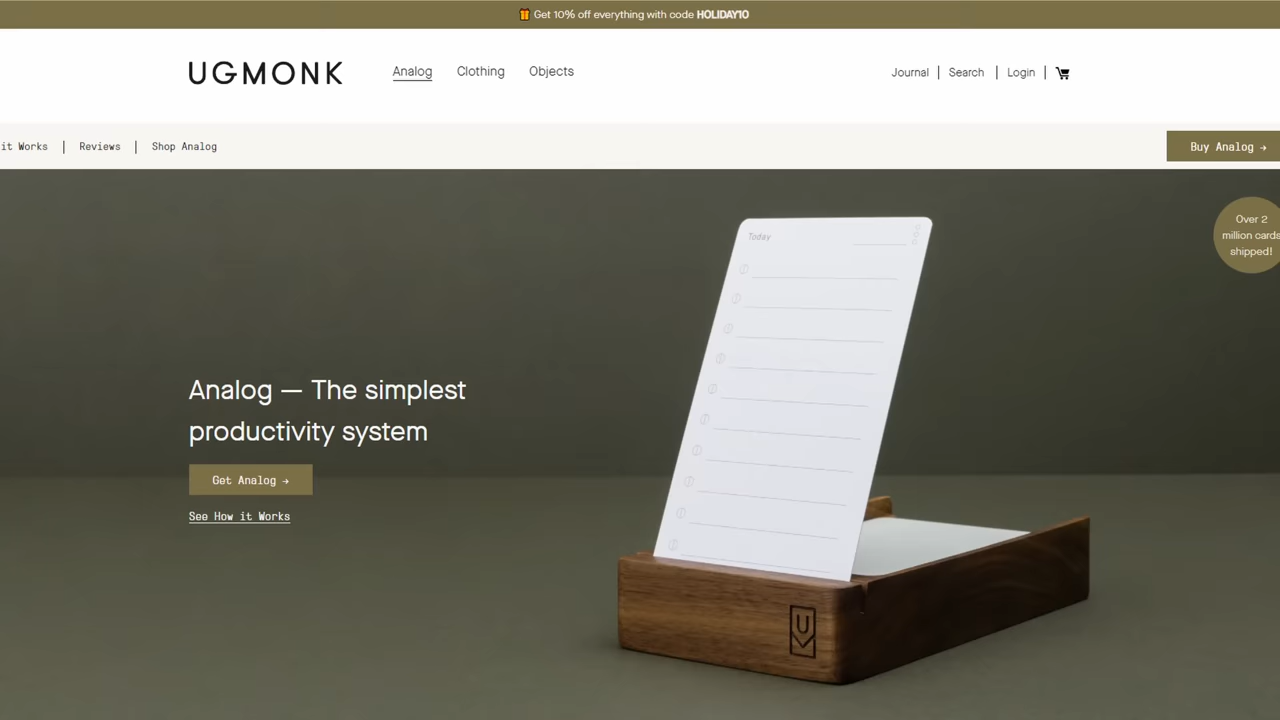 Get 10% off everything with code HOLIDAY10
UGMONK
Analog
Clothing
Objects
Journal
Search
Login
it Works
Reviews
Shop Analog
Buy Analog →
Over 2
million cards
shipped!
Today
Analog — The simplest
productivity system
Get Analog →
See How it Works
U